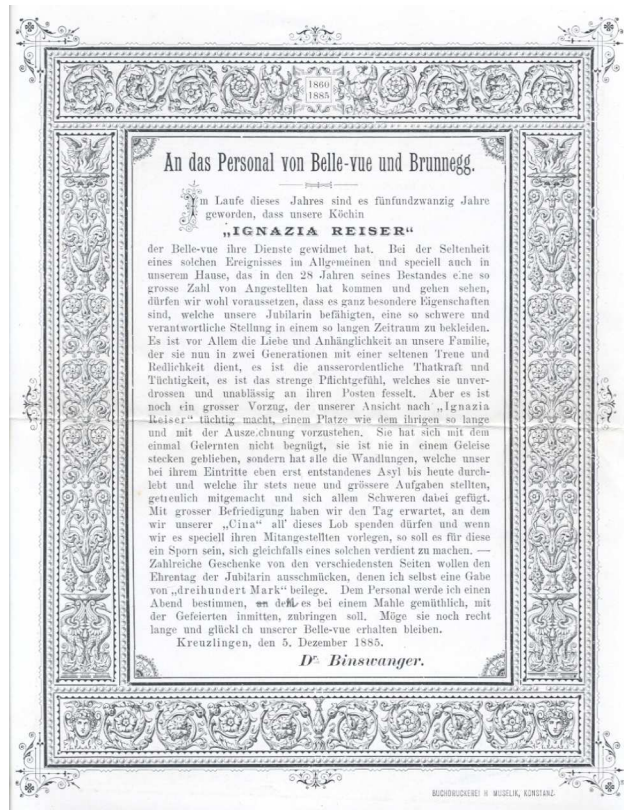 1860
1885
An das Personal von Belle-vue und Brunnegg.
Im Laufe dieses Jahres sind es fünfundzwanzig Jahre
geworden, dass unsere Köchin
„IGNAZIA REISER"
der Belle-vue ihre Dienste gewidmet hat. Bei der Seltenheit
eines solchen Ereignisses im Allgemeinen und speciell auch in
unserem Hause, das in den 28 Jahren seines Bestandes eine so
grosse Zahl von Angestellten hat kommen und gehen sehen,
dürfen wir wohl voraussetzen, dass es ganz besondere Eigenschaften
sind, welche unsere Jubilarin befähigten, eine so schwere und
verantwortliche Stellung in einem so langen Zeitraum zu bekleiden.
Es ist vor Allem die Liebe und Anhänglichkeit an unsere Familie,
der sie nun in zwei Generationen mit einer seltenen Treue und
Redlichkeit dient, es ist die ausserordentliche Thatkraft und
Tüchtigkeit, es ist das strenge Pflichtgefühl, welches sie unver-
drossen und unablässig an ihren Posten fesselt. Aber es ist
noch ein grosser Vorzug, der unserer Ansicht nach „Ignazia
Reiser" tüchtig macht, einem Platze wie dem ihrigen so lange
und mit der Auszeichnung vorzustehen. Sie hat sich mit dem
einmal Gelernten nicht begnügt, sie ist nie in einem Geleise
stecken geblieben, sondern hat alle die Wandlungen, welche unser
bei ihrem Eintritte eben erst entstandenes Asyl bis heute durch-
lebt und welche ihr stets neue und grössere Aufgaben stellten,
getreulich mitgemacht und sich allem Schweren dabei gefügt.
Mit grosser Befriedigung haben wir den Tag erwartet, an dem
wir unserer „Cina" all' dieses Lob spenden dürfen und wenn
wir es speciell ihren Mitangestellten vorlegen, so soll es für diese
ein Sporn sein, sich gleichfalls eines solchen verdient zu machen. —
Zahlreiche Geschenke von den verschiedensten Seiten wollen den
Ehrentag der Jubilarin ausschmücken, denen ich selbst eine Gabe
von „dreihundert Mark" beilege. Dem Personal werde ich einen
Abend bestimmen, an den es bei einem Mahle gemüthlich, mit
der Gefeierten inmitten, zubringen soll. Möge sie noch recht
lange und glückl ch unserer Belle-vue erhalten bleiben.
Kreuzlingen, den 5. Dezember 1885.
Dr. Binswanger.
BUCHDRUCKEREI H. MUSELIK, KONSTANZ.